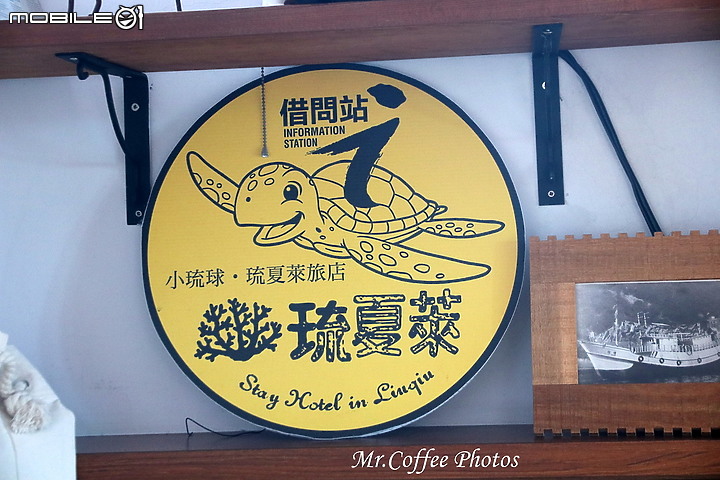 MOBILE01
借問站
INFORMATION
STATION
小琉球・琉夏萊旅店
琉夏萊
Stay Hotel in Liuqiu
Mr.Coffee Photos